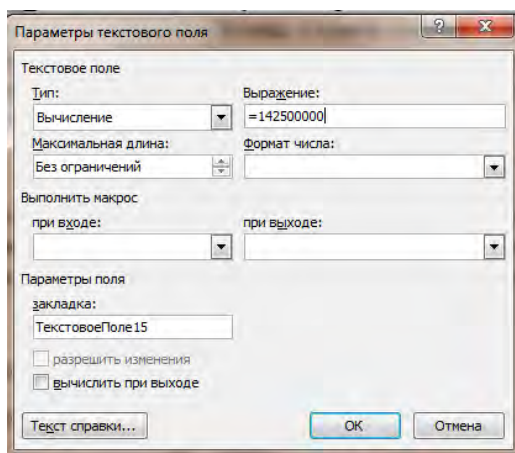 Параметры текстового поля
Текстовое поле
Тип: Выражение:
Вычисление =142500000
Максимальная длина: Формат числа:
Без ограничений
Выполнить макрос
при входе: при выходе:
Параметры поля
закладка:
ТекстовоеПоле15
разрешить изменения
вычислить при выходе
Текст справки... ОК Отмена